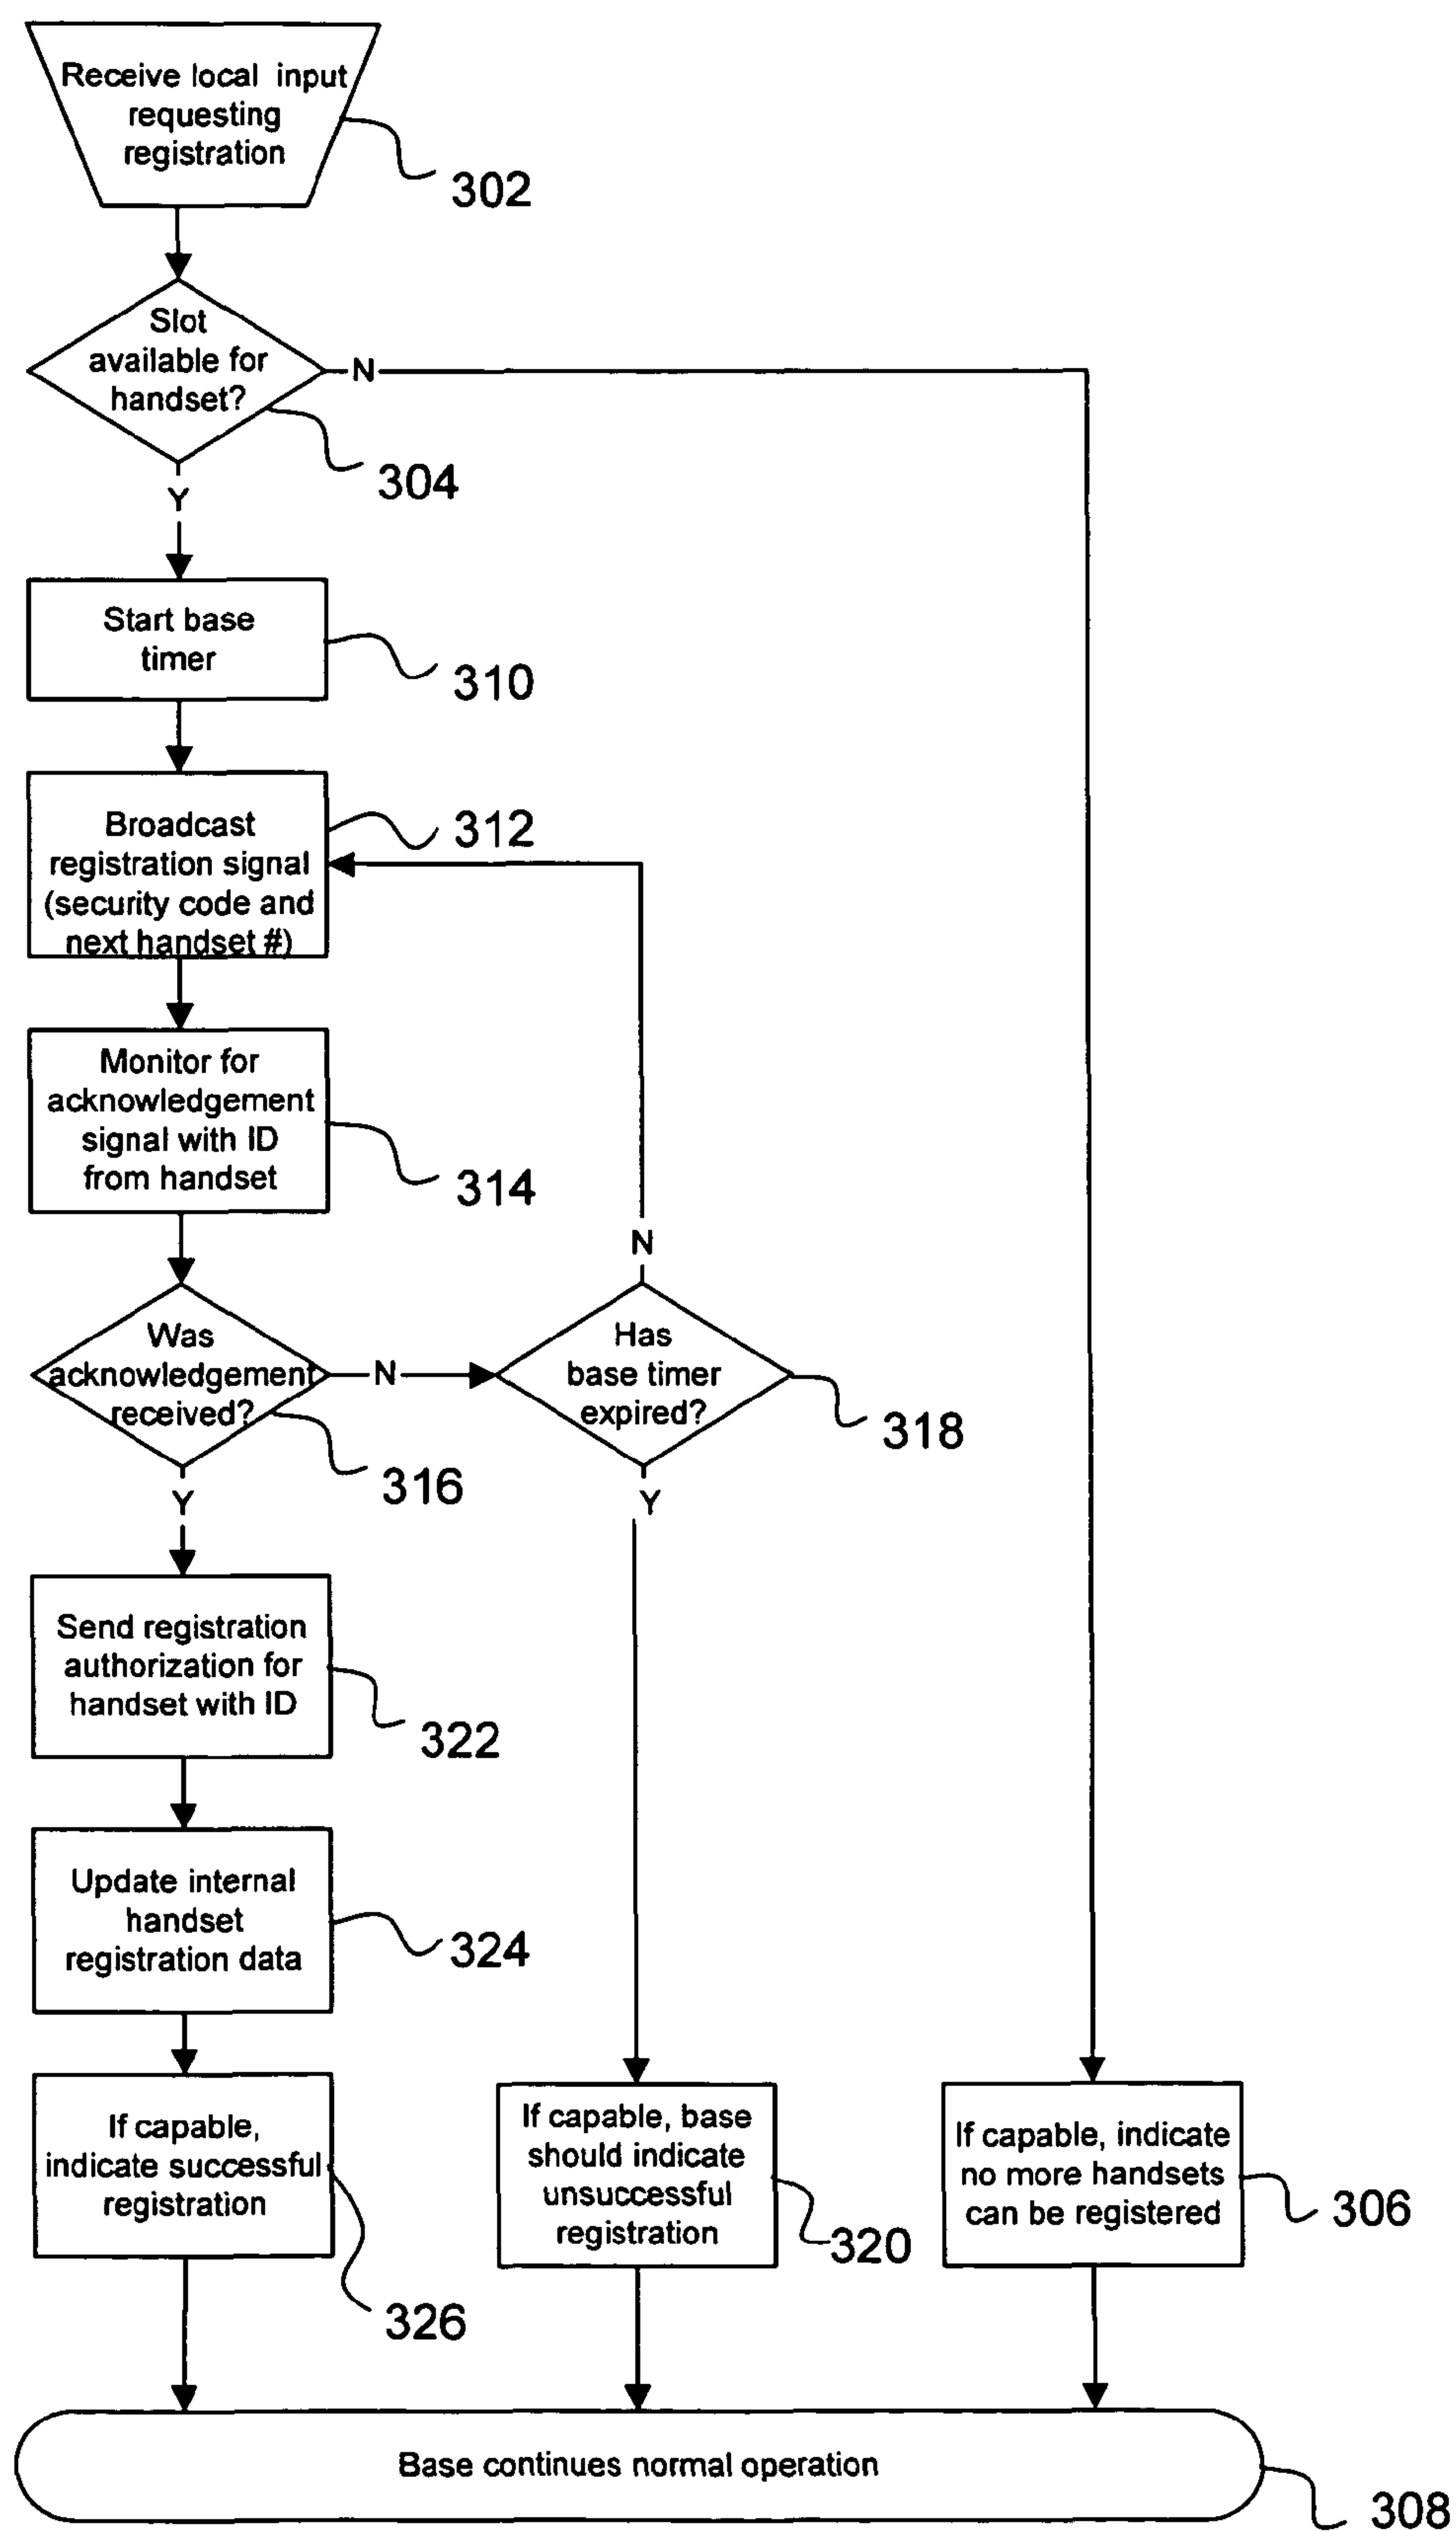 Receive local input
requesting
registration
302
Slot
available for
handset?
N
304
Y
Start base
timer
310
Broadcast
registration signal
(security code and
next handset #)
312
Monitor for
acknowledgement
signal with ID
from handset
314
N
Was
acknowledgement
received?
N
Has
base timer
expired?
318
316
Y
Y
Send registration
authorization for
handset with ID
322
Update internal
handset
registration data
324
If capable,
indicate successful
registration
326
If capable, base
should indicate
unsuccessful
registration
320
If capable, indicate
no more handsets
can be registered
306
Base continues normal operation
308